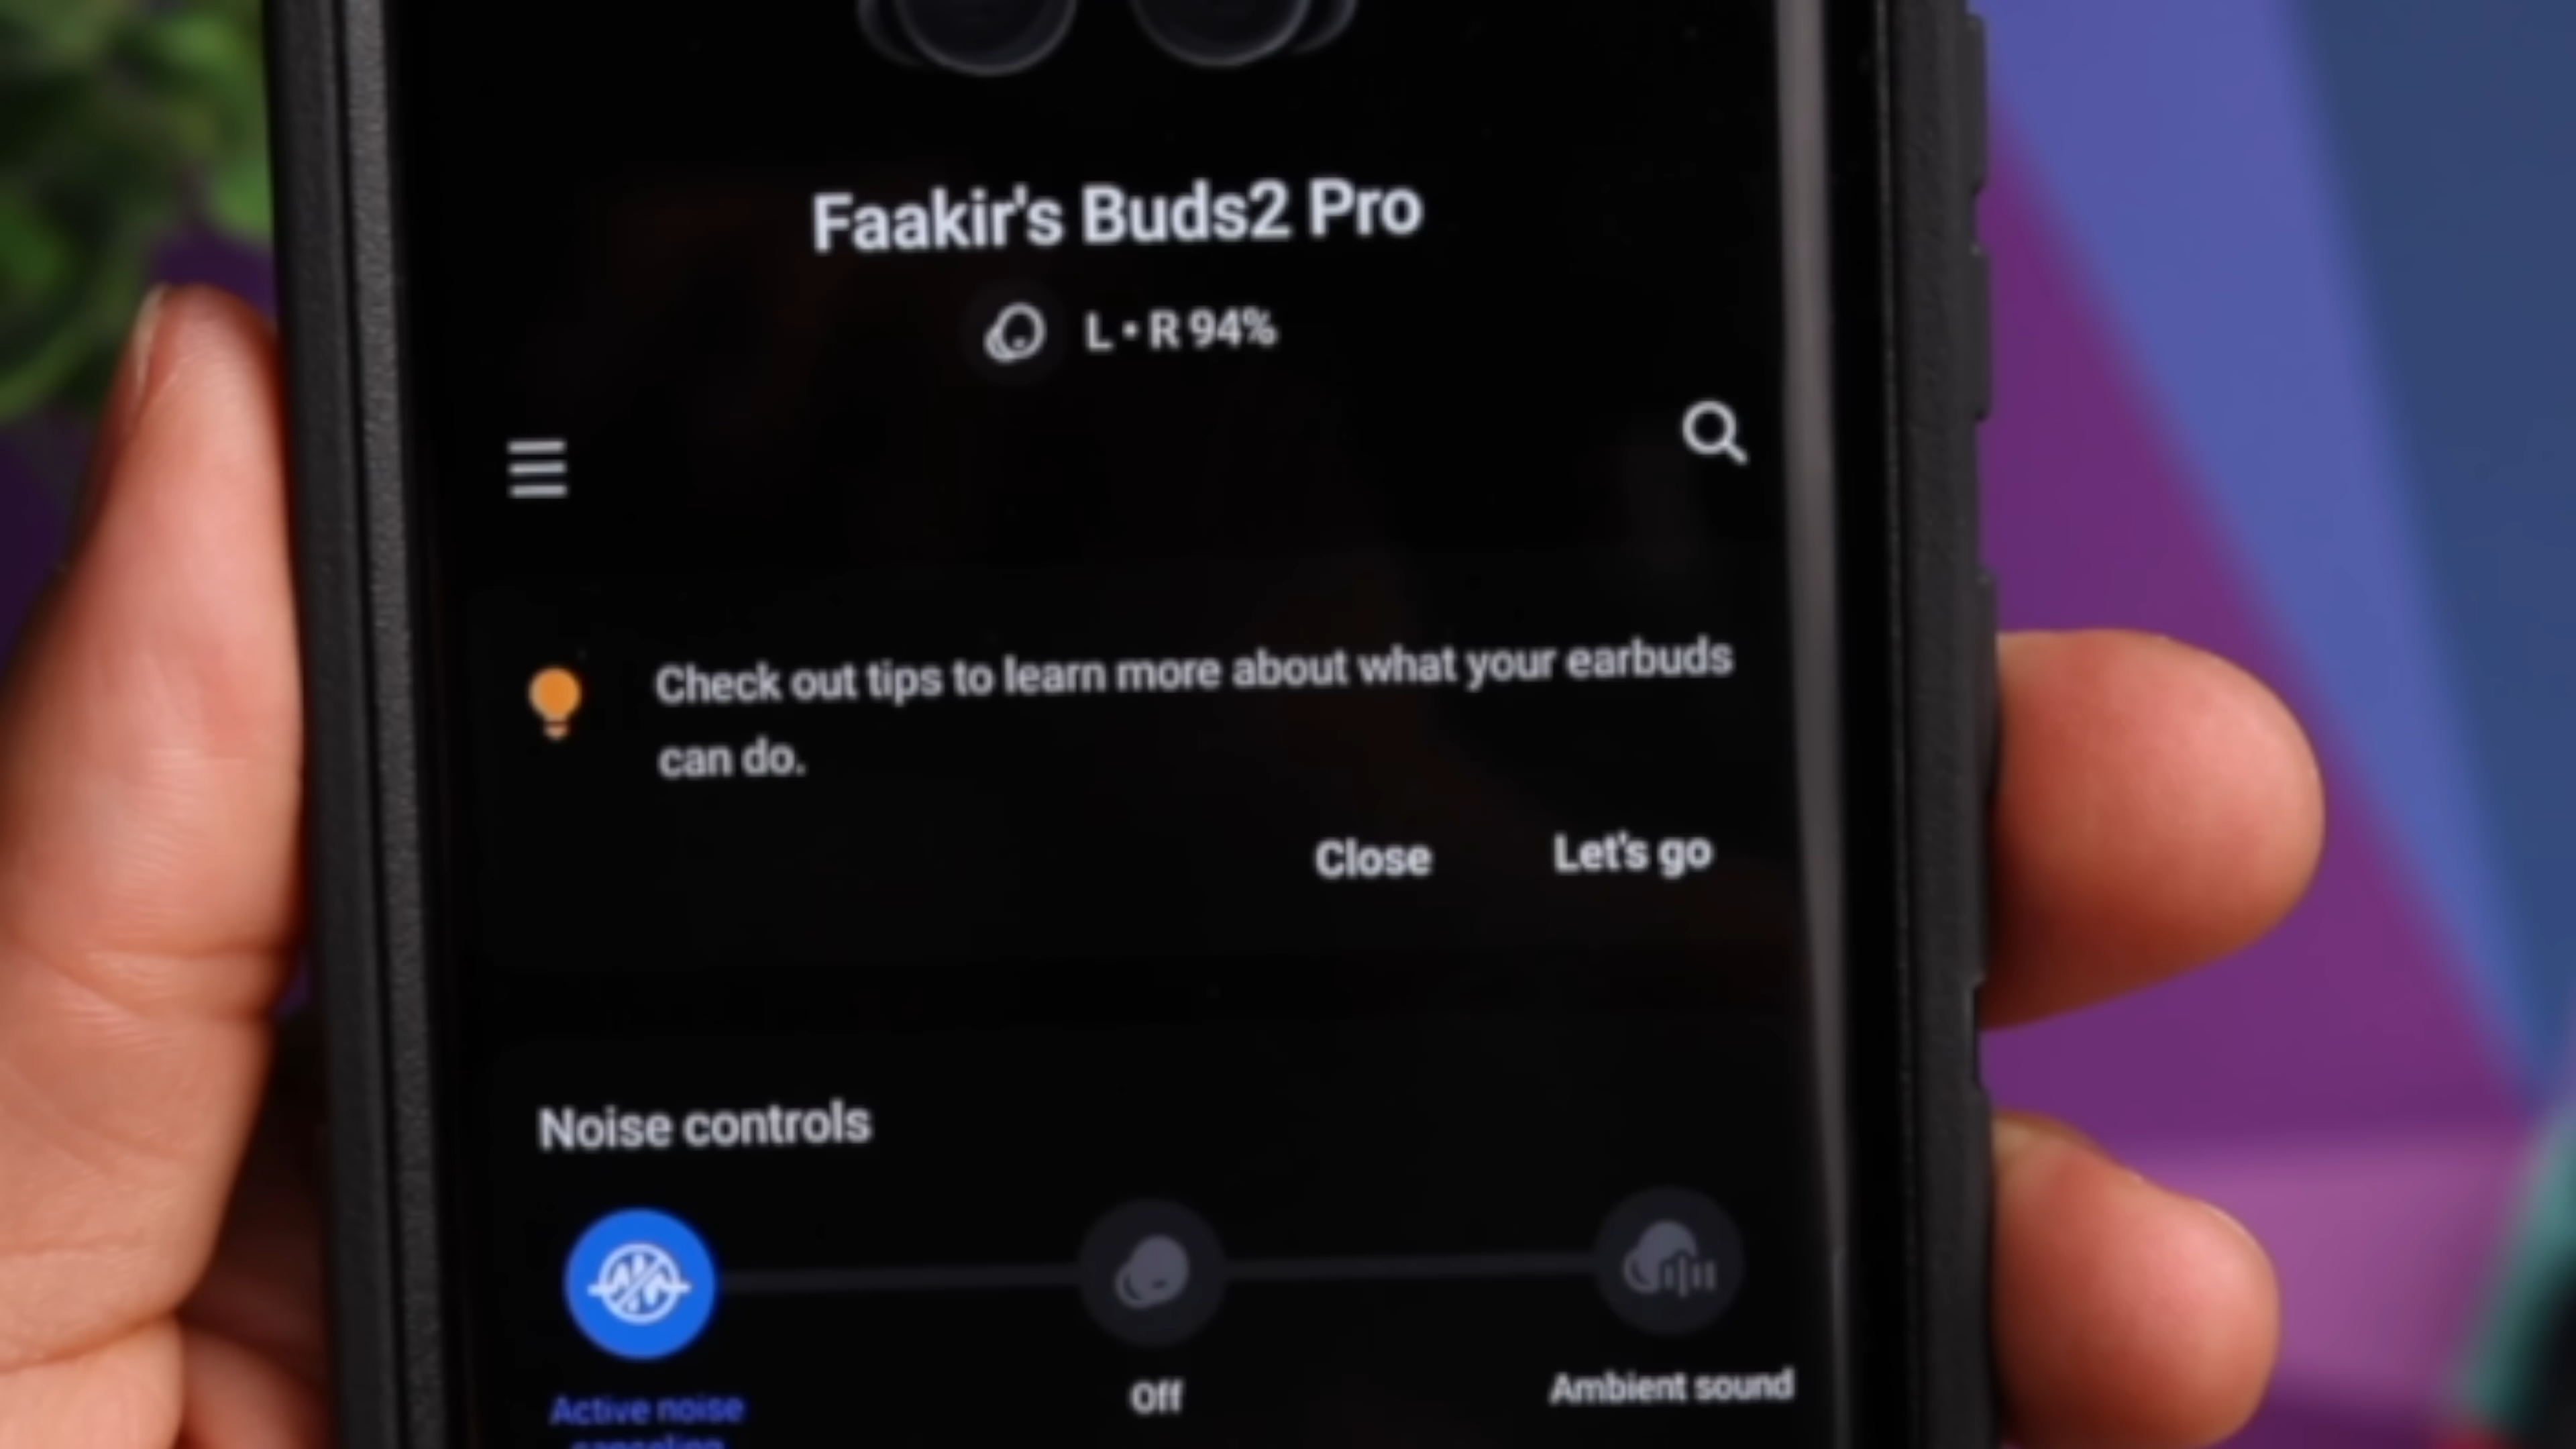 Faakir's Buds2 Pro
L • R 94%
Check out tips to learn more about what your earbuds
can do.
Close Let's go
Noise controls
Active noise Off Ambient sound
canceling